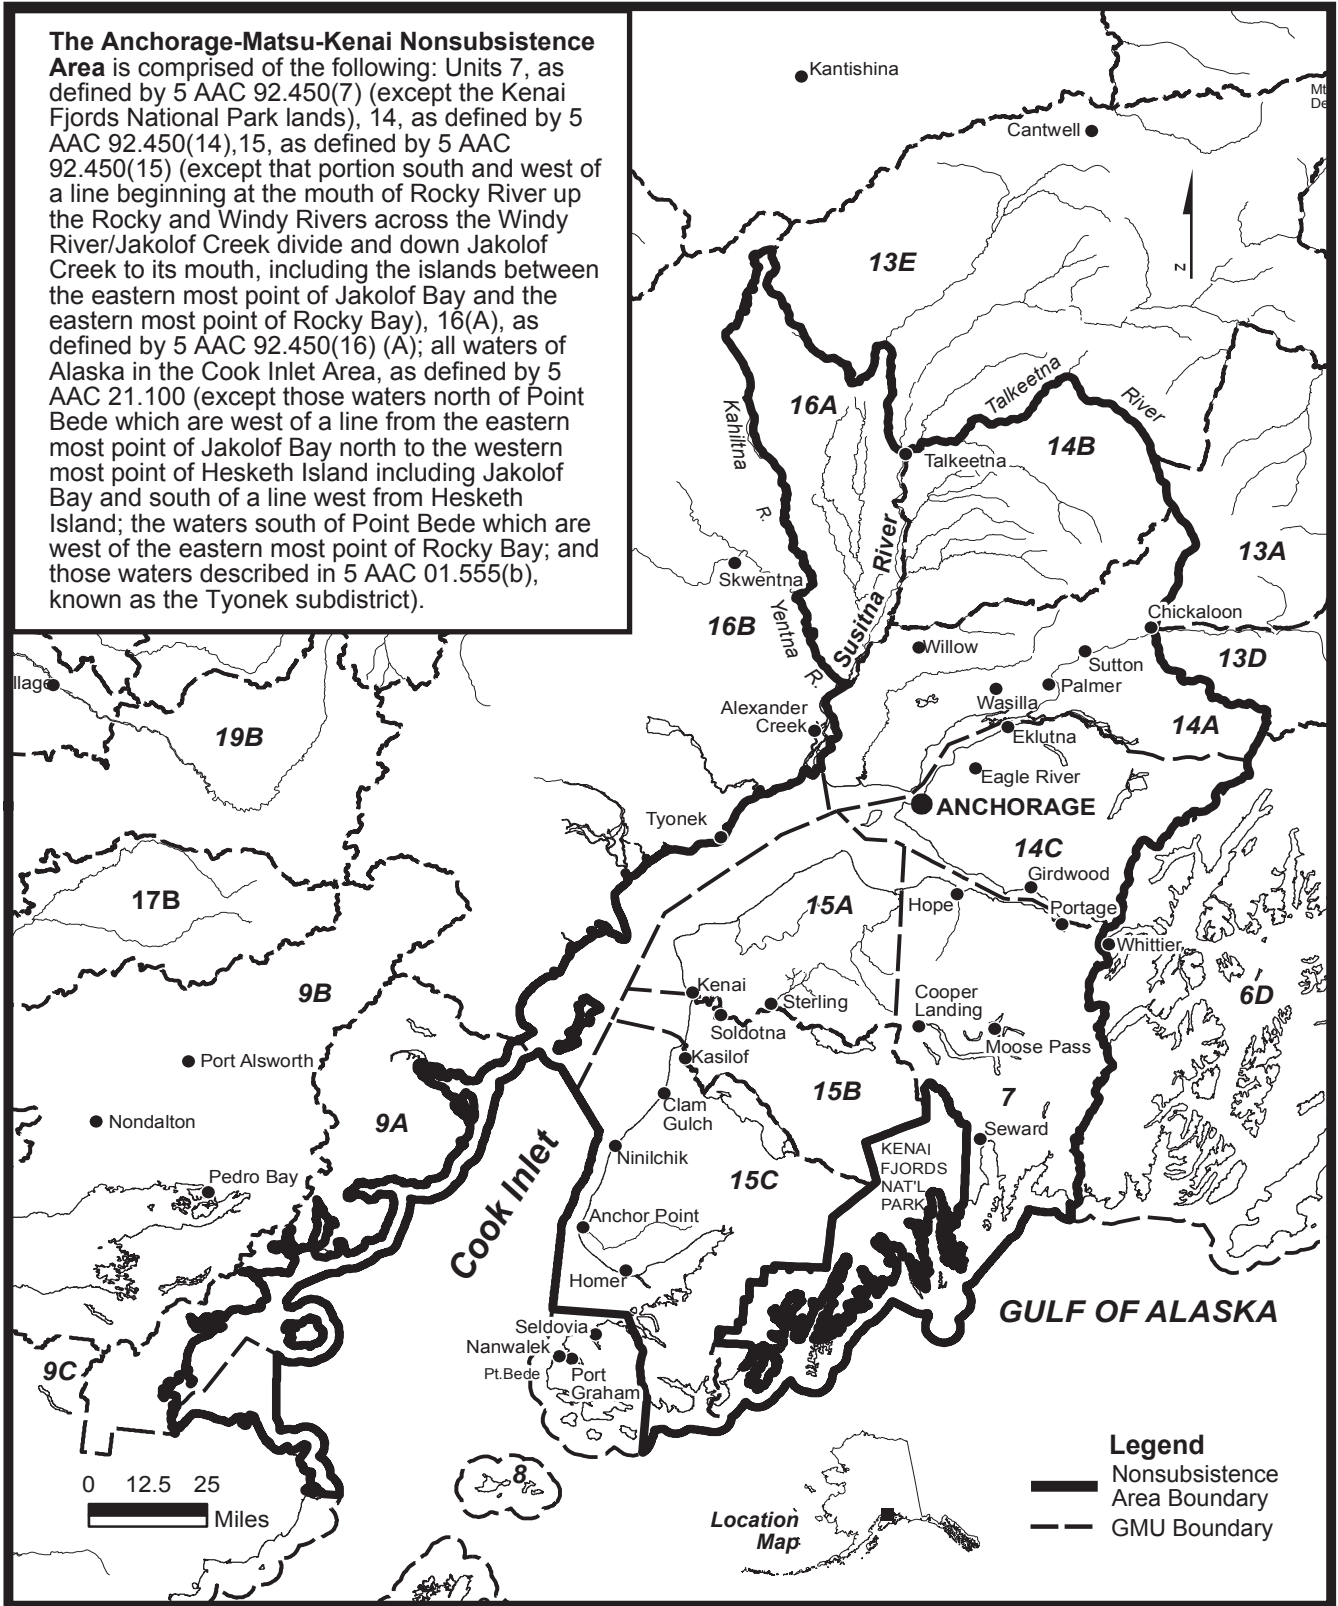 The Anchorage-Matsu-Kenai Nonsubsistence
Area is comprised of the following: Units 7, as
defined by 5 AAC 92.450(7) (except the Kenai
Fjords National Park lands), 14, as defined by 5
AAC 92.450(14),15, as defined by 5 AAC
92.450(15) (except that portion south and west of
a line beginning at the mouth of Rocky River up
the Rocky and Windy Rivers across the Windy
River/Jakolof Creek divide and down Jakolof
Creek to its mouth, including the islands between
the eastern most point of Jakolof Bay and the
eastern most point of Rocky Bay), 16(A), as
defined by 5 AAC 92.450(16) (A); all waters of
Alaska in the Cook Inlet Area, as defined by 5
AAC 21.100 (except those waters north of Point
Bede which are west of a line from the eastern
most point of Jakolof Bay north to the western
most point of Hesketh Island including Jakolof
Bay and south of a line west from Hesketh
Island; the waters south of Point Bede which are
west of the eastern most point of Rocky Bay; and
those waters described in 5 AAC 01.555(b),
known as the Tyonek subdistrict).
Kantishina
Mt
De
Cantwell
13E
z
16A
Kahiltna
R.
Talkeetna
River
14B
Talkeetna
Susitna River
13A
Skwentna
Yentna
R.
16B
Chickaloon
Willow
13D
Sutton
Palmer
Wasilla
llage
19B
Alexander
Creek
14A
Eklutna
Eagle River
ANCHORAGE
Tyonek
14C
Girdwood
17B
15A
Hope
Portage
Whittier
9B
Kenai
Sterling
Soldotna
Cooper
Landing
6D
Moose Pass
Kasilof
Port Alsworth
15B
7
Clam
Gulch
Nondalton
9A
Seward
KENAI
FJORDS
NAT'L
PARK
Ninilchik
Pedro Bay
15C
Cook Inlet
Anchor Point
Homer
GULF OF ALASKA
Seldovia
Nanwalek
Pt.Bede
Port
Graham
9C
8
0 12.5 25
Miles
Location
Map
Legend
Nonsubsistence
Area Boundary
GMU Boundary